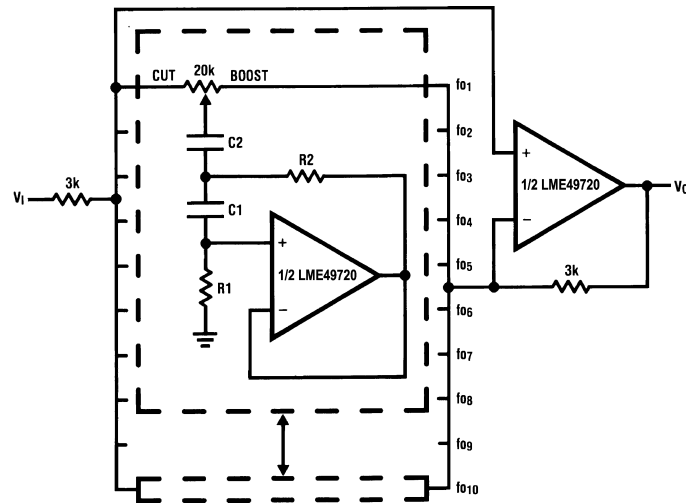 CUT 20k BOOST
fo1
fo2
C2
R2
fo3
VI 3k
C1
fo4
+
1/2 LME49720
−
VO
+
1/2 LME49720
−
R1
fo5
3k
fo6
fo7
fo8
fo9
fo10